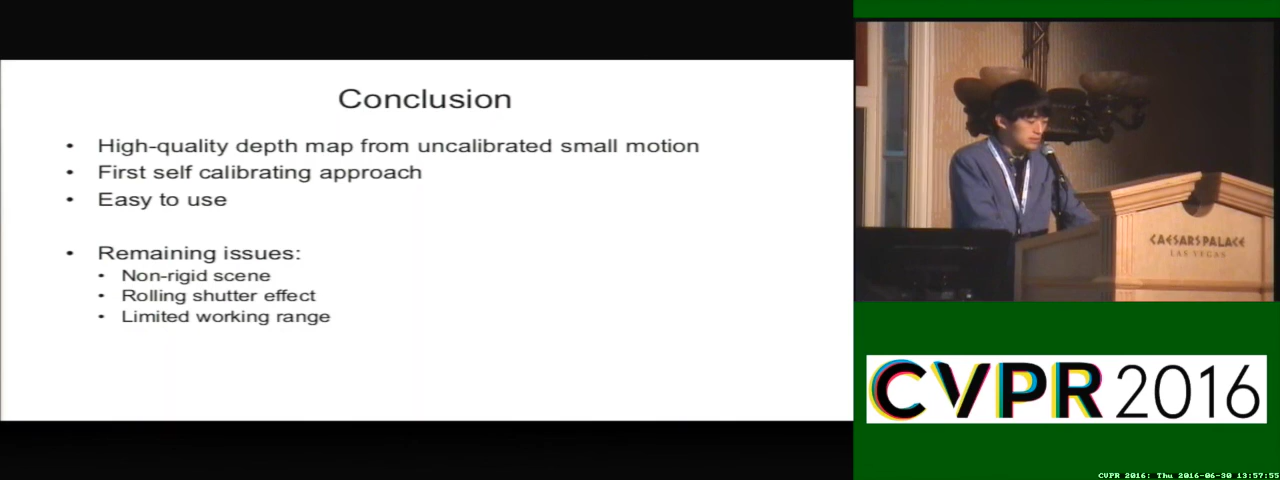 Conclusion
• High-quality depth map from uncalibrated small motion
• First self calibrating approach
• Easy to use
• Remaining issues:
• Non-rigid scene
• Rolling shutter effect
• Limited working range
CAESARS PALACE
LAS VEGAS
CVPR 2016
CVPR 2016: Thu 2016-06-30 13:57:55